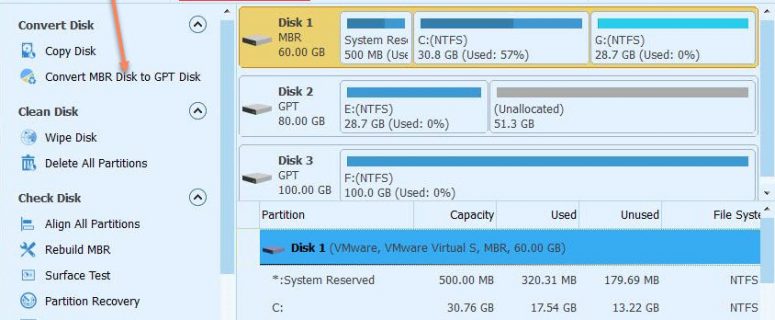 Convert Disk
Copy Disk
Convert MBR Disk to GPT Disk
Clean Disk
Wipe Disk
Delete All Partitions
Check Disk
Align All Partitions
Rebuild MBR
Surface Test
Partition Recovery
Disk 1
MBR
60.00 GB
System Rese
500 MB (Use
C:(NTFS)
30.8 GB (Used: 57%)
G:(NTFS)
28.7 GB (Used: 0%)
Disk 2
GPT
80.00 GB
E:(NTFS)
28.7 GB (Used: 0%)
(Unallocated)
51.3 GB
Disk 3
GPT
100.00 GB
F:(NTFS)
100.0 GB (Used: 0%)
Partition Capacity Used Unused File Syste
Disk 1 (VMware, VMware Virtual S, MBR, 60.00 GB)
*:System Reserved 500.00 MB 320.31 MB 179.69 MB NTFS
C: 30.76 GB 17.54 GB 13.22 GB NTFS